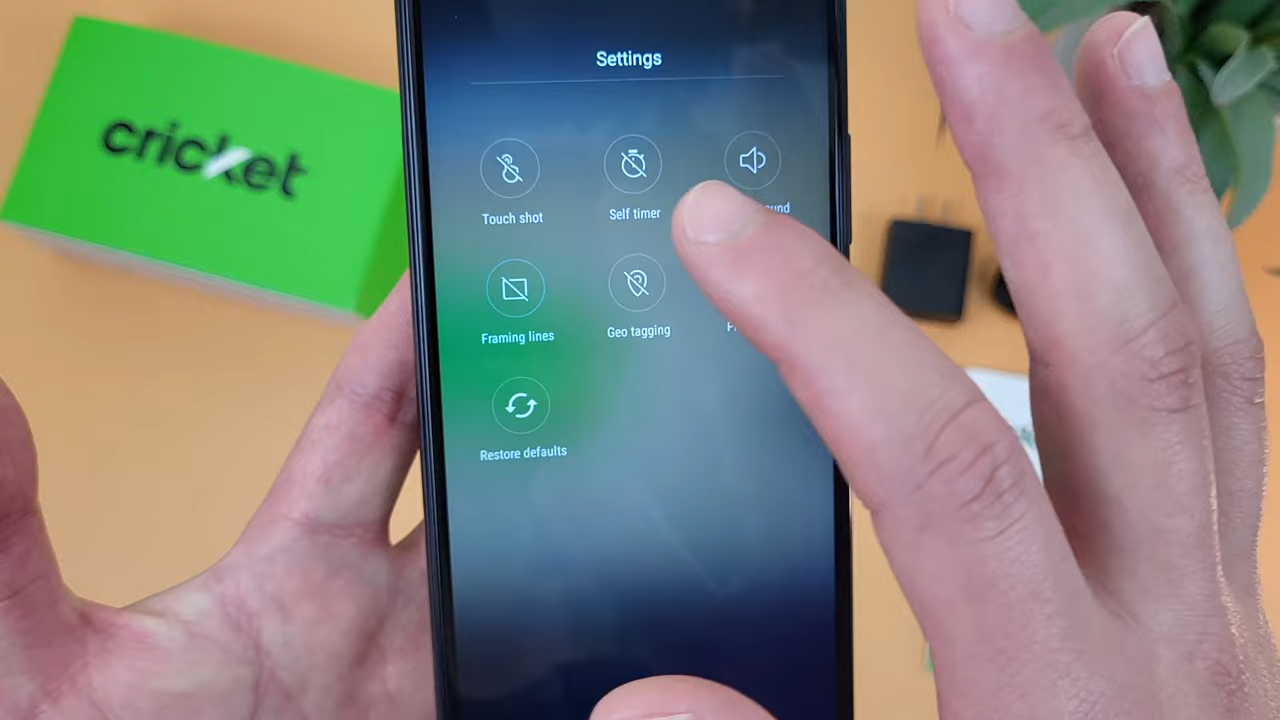 cricket
Settings
Touch shot
Self timer
Framing lines
Geo tagging
Restore defaults